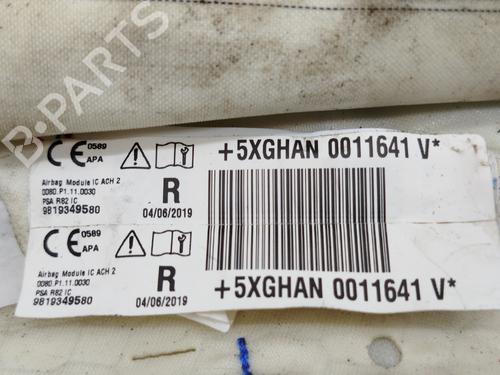 B-PARTS
CE 0589
APA
+5XGHAN 0011641 V*
Airbag Module IC ACH 2
0080.P1.11.0030
PSA R82 IC
9819349580
R
04/06/2019
CE 0589
APA
Airbag Module IC ACH 2
0080.P1.11.0030
PSA R82 IC
9819349580
R
04/06/2019
+5XGHAN 0011641 V*